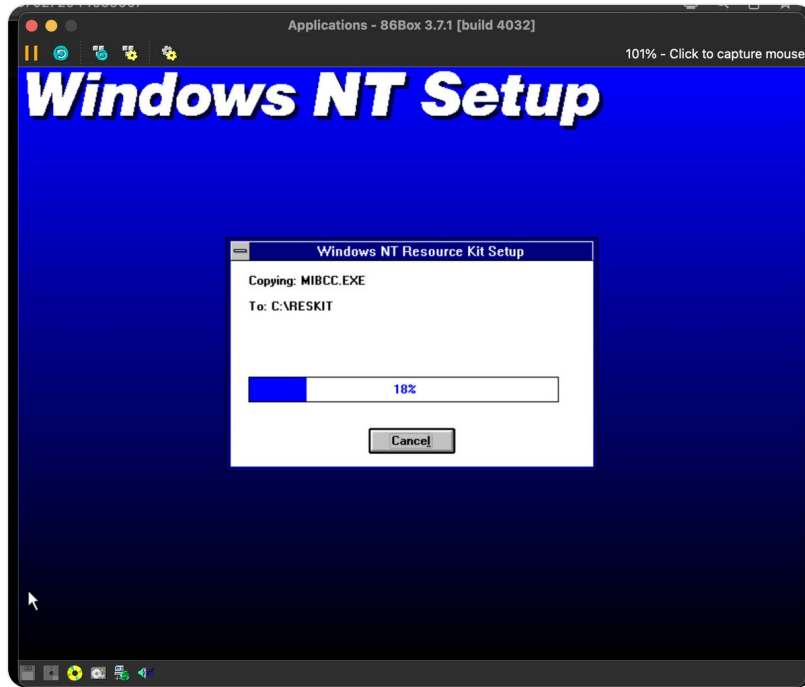 Applications - 86Box 3.7.1 [build 4032]
101% - Click to capture mouse
Windows NT Setup
Windows NT Resource Kit Setup
Copying: MIBCC.EXE
To: C:\RESKIT
18%
Cancel